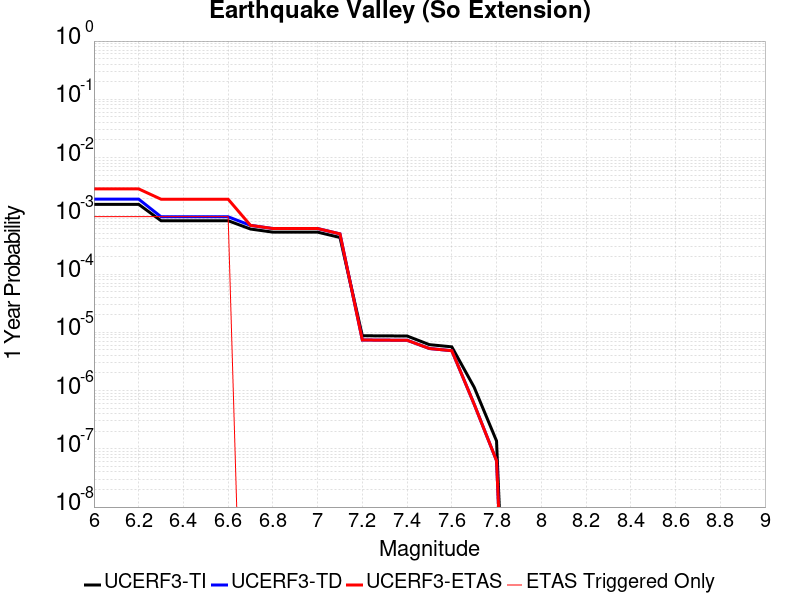 Earthquake Valley (So Extension)
10^0
10^-1
10^-2
10^-3
10^-4
10^-5
10^-6
10^-7
10^-8
1 Year Probability
6 6.2 6.4 6.6 6.8 7 7.2 7.4 7.6 7.8 8 8.2 8.4 8.6 8.8 9
Magnitude
UCERF3-TI UCERF3-TD UCERF3-ETAS ETAS Triggered Only